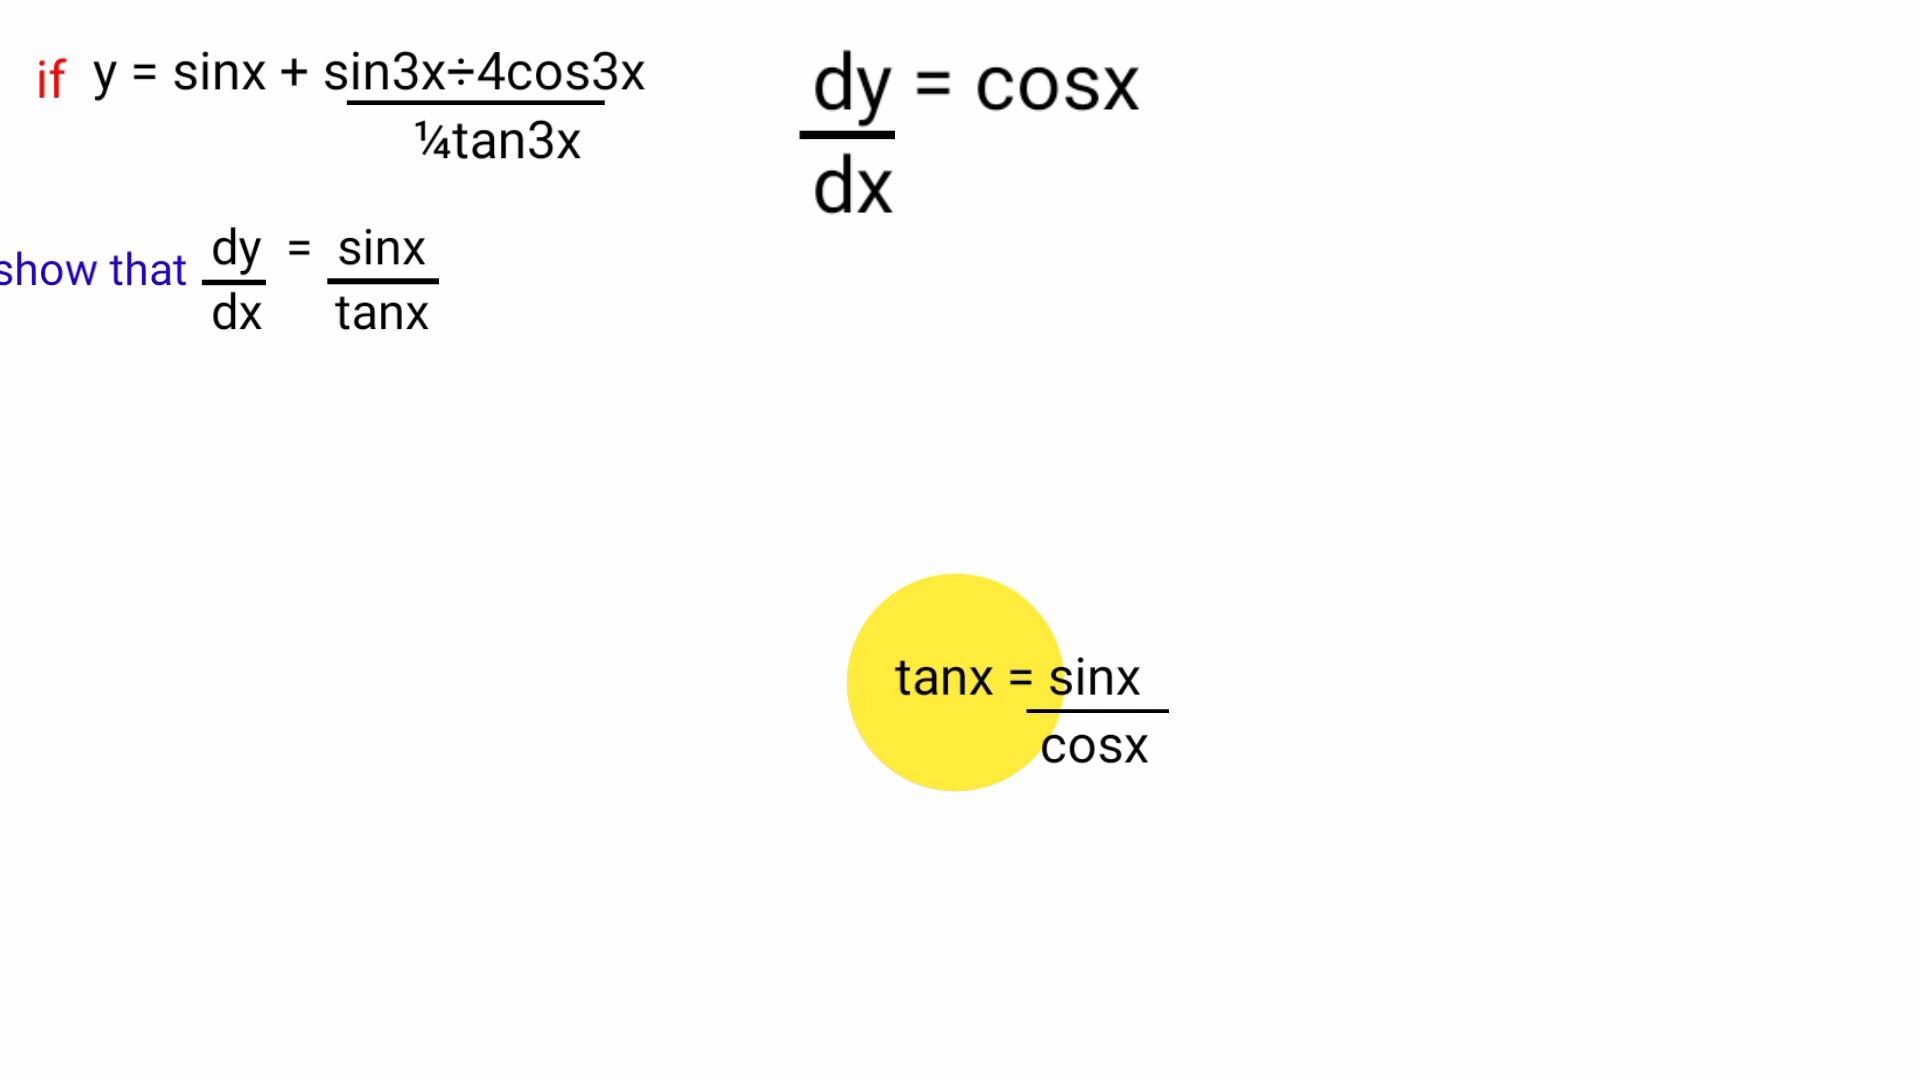 if y = sinx + sin3x÷4cos3x
¼tan3x
show that dy = sinx
dx tanx
dy = cosx
dx
tanx = sinx
cosx